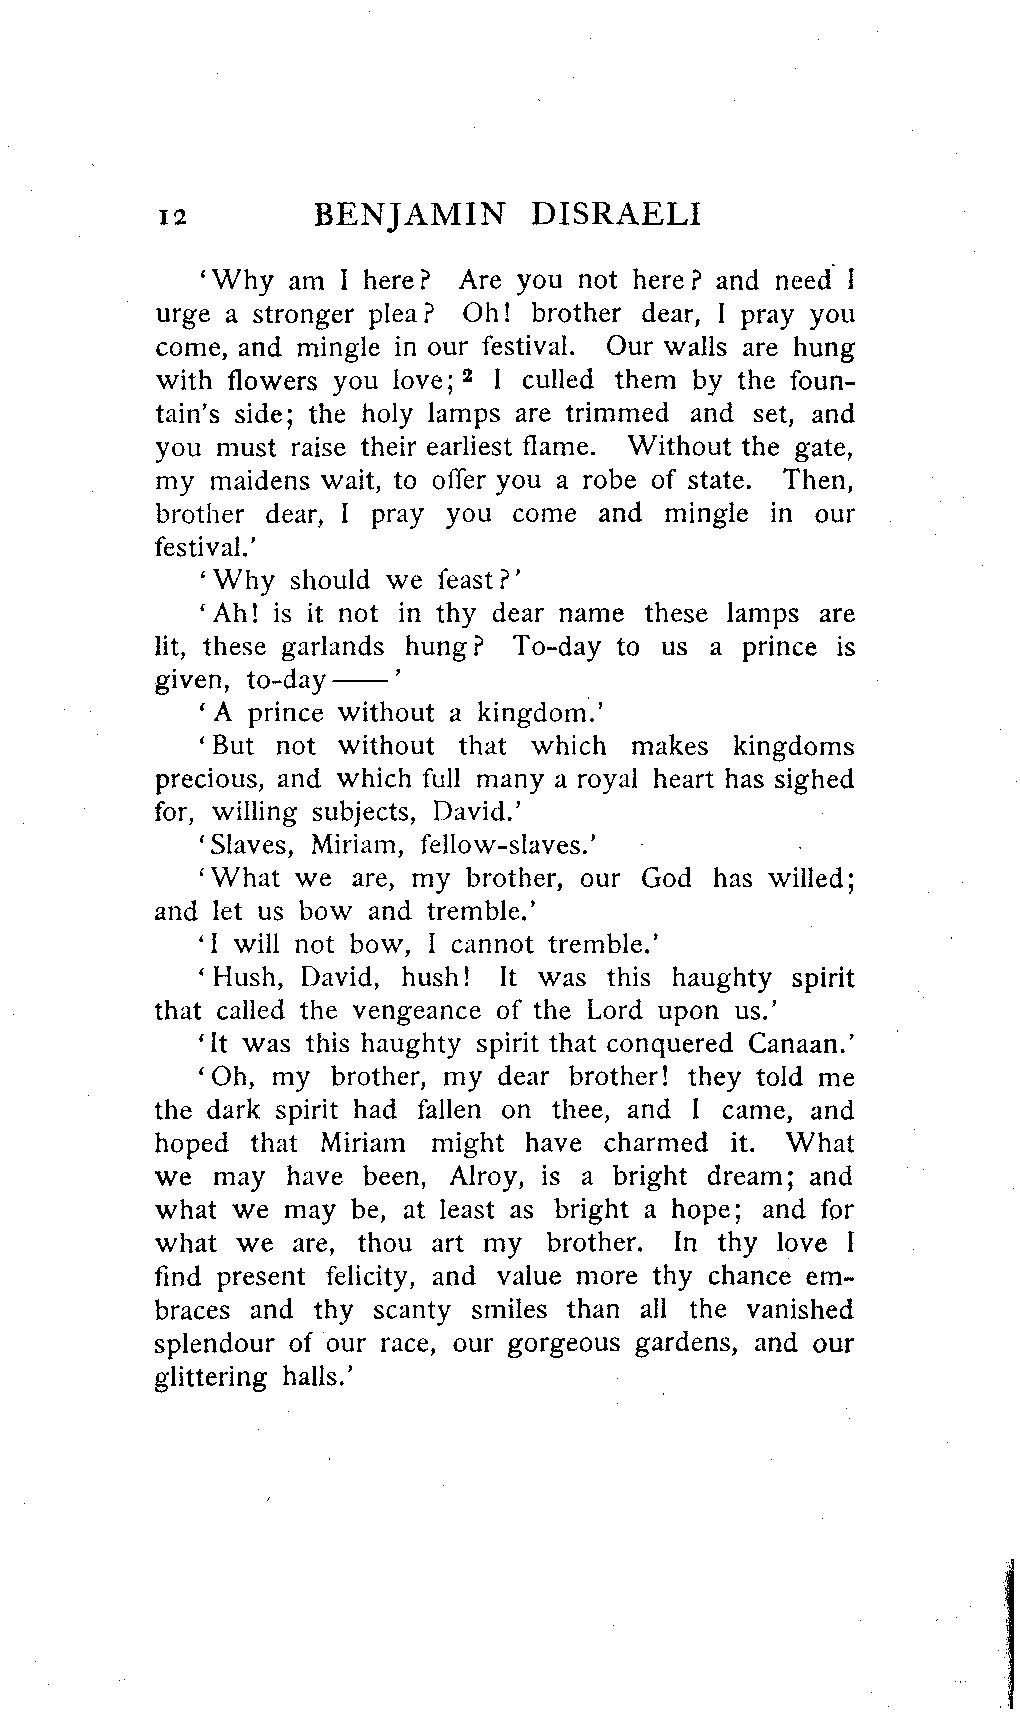 12 BENJAMIN DISRAELI
‘Why am I here? Are you not here? and need I
urge a stronger plea? Oh! brother dear, I pray you
come, and mingle in our festival. Our walls are hung
with flowers you love; ² I culled them by the foun-
tain's side; the holy lamps are trimmed and set, and
you must raise their earliest flame. Without the gate,
my maidens wait, to offer you a robe of state. Then,
brother dear, I pray you come and mingle in our
festival.’
‘Why should we feast?’
‘Ah! is it not in thy dear name these lamps are
lit, these garlands hung? To-day to us a prince is
given, to-day——’
‘A prince without a kingdom.’
‘But not without that which makes kingdoms
precious, and which full many a royal heart has sighed
for, willing subjects, David.’
‘Slaves, Miriam, fellow-slaves.’
‘What we are, my brother, our God has willed;
and let us bow and tremble.’
‘I will not bow, I cannot tremble.’
‘Hush, David, hush! It was this haughty spirit
that called the vengeance of the Lord upon us.’
‘It was this haughty spirit that conquered Canaan.’
‘Oh, my brother, my dear brother! they told me
the dark spirit had fallen on thee, and I came, and
hoped that Miriam might have charmed it. What
we may have been, Alroy, is a bright dream; and
what we may be, at least as bright a hope; and for
what we are, thou art my brother. In thy love I
find present felicity, and value more thy chance em-
braces and thy scanty smiles than all the vanished
splendour of our race, our gorgeous gardens, and our
glittering halls.’